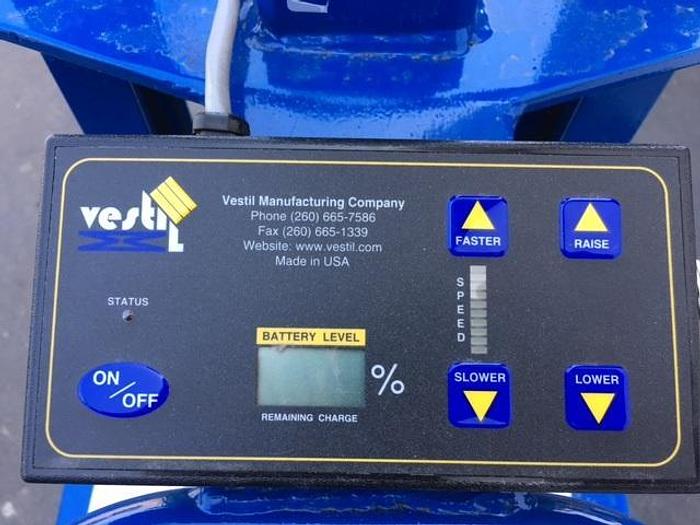 vestil
Vestil Manufacturing Company
Phone (260) 665-7586
Fax (260) 665-1339
Website: www.vestil.com
Made in USA
STATUS
ON/OFF
BATTERY LEVEL
%
REMAINING CHARGE
FASTER
SPEED
SLOWER
RAISE
LOWER